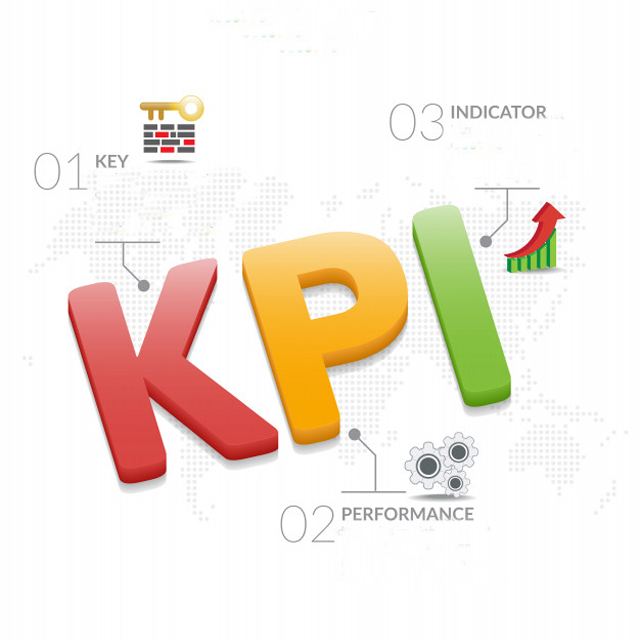 03 INDICATOR
01 KEY
KPI
02 PERFORMANCE